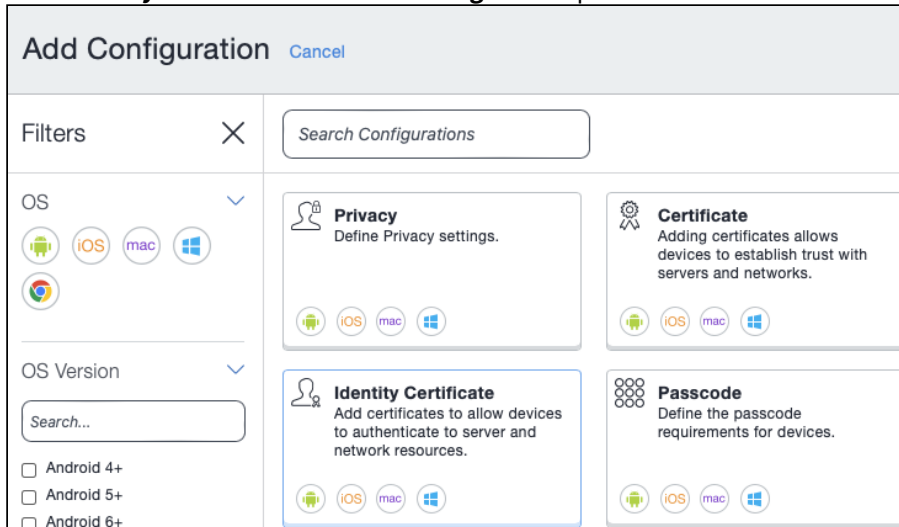 Add Configuration Cancel
Filters
Search Configurations
OS
iOS
mac
Privacy
Define Privacy settings.
iOS
mac
Certificate
Adding certificates allows
devices to establish trust with
servers and networks.
iOS
mac
OS Version
Search...
Android 4+
Android 5+
Android 6+
Identity Certificate
Add certificates to allow devices
to authenticate to server and
network resources.
iOS
mac
Passcode
Define the passcode
requirements for devices.
iOS
mac